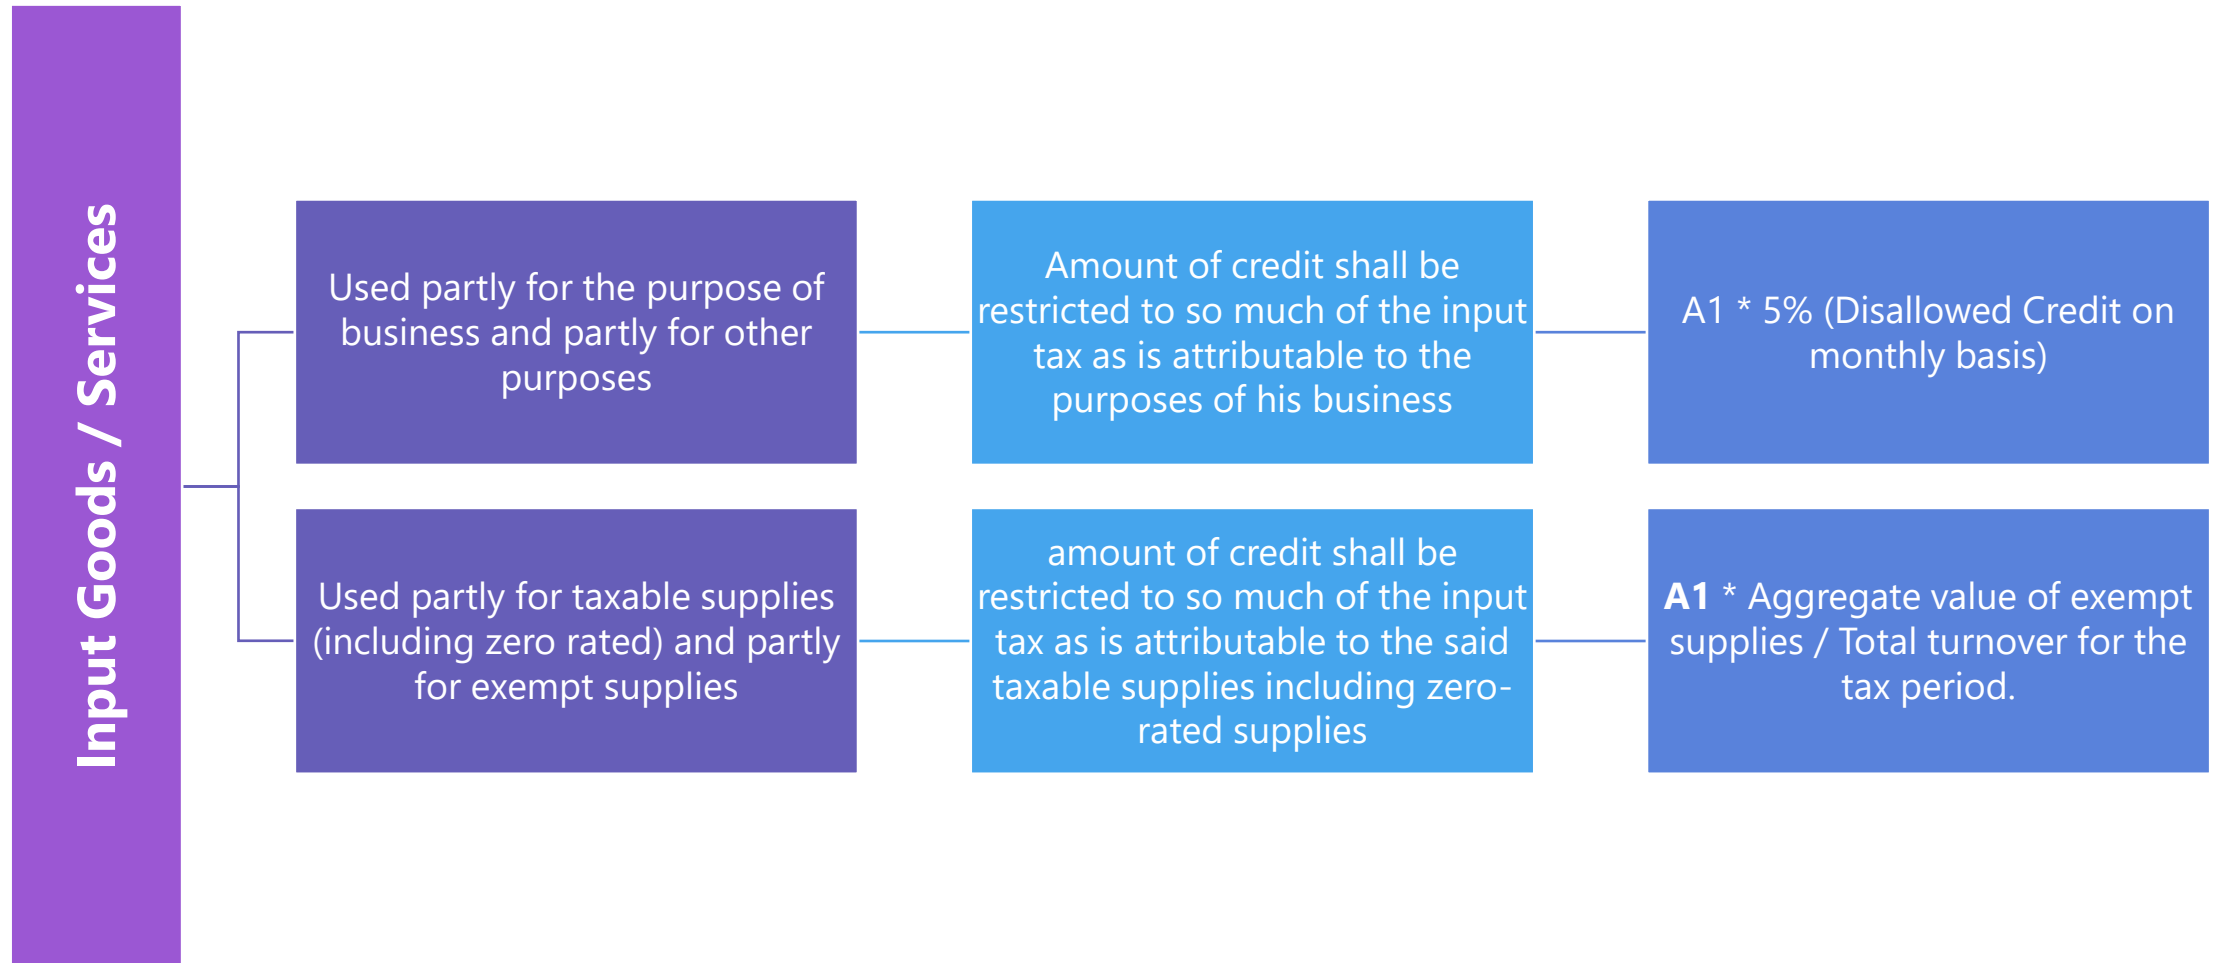 Input Goods / Services
Used partly for the purpose of
business and partly for other
purposes
Amount of credit shall be
restricted to so much of the input
tax as is attributable to the
purposes of his business
A1 * 5% (Disallowed Credit on
monthly basis)
Used partly for taxable supplies
(including zero rated) and partly
for exempt supplies
amount of credit shall be
restricted to so much of the input
tax as is attributable to the said
taxable supplies including zero-
rated supplies
A1 * Aggregate value of exempt
supplies / Total turnover for the
tax period.